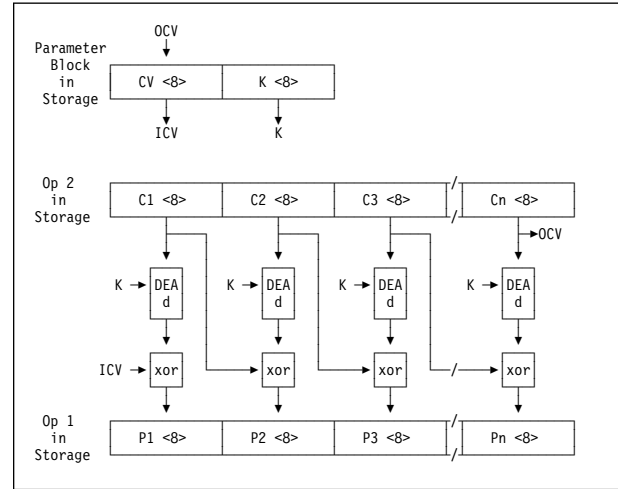 OCV
Parameter
Block
in
Storage
CV <8> K <8>
ICV K
Op 2
in
Storage
C1 <8> C2 <8> C3 <8> / / Cn <8>
OCV
K DEA d K DEA d K DEA d K DEA d
ICV xor xor xor / xor
Op 1
in
Storage
P1 <8> P2 <8> P3 <8> / / Pn <8>